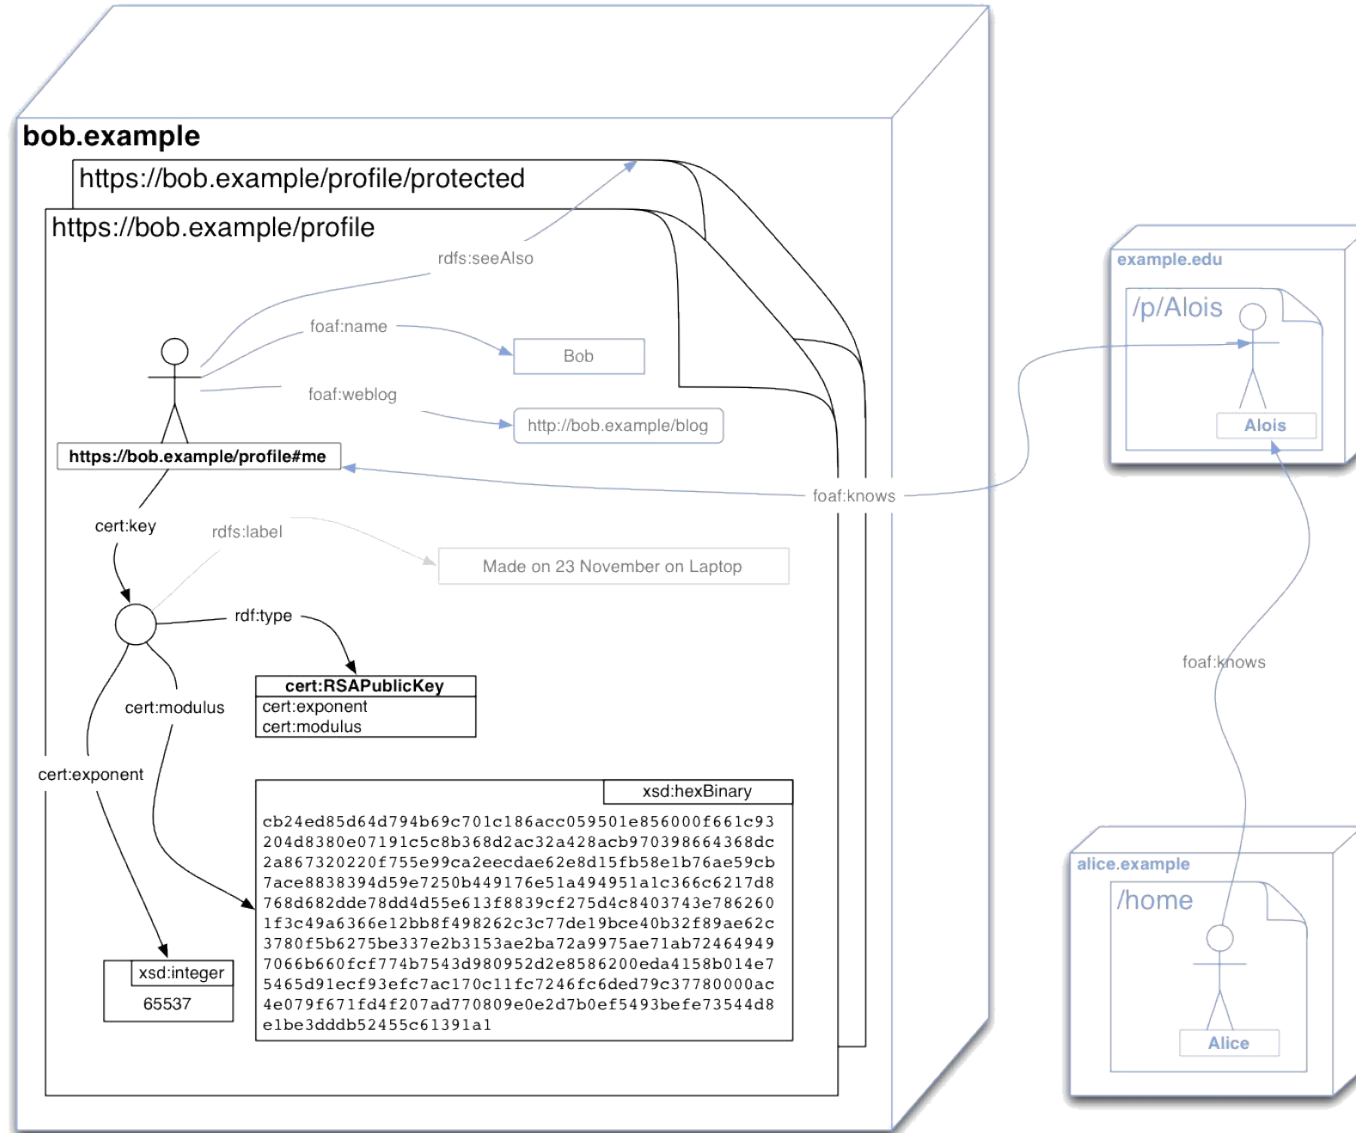 bob.example
https://bob.example/profile/protected
https://bob.example/profile
rdfs:seeAlso
foaf:name
Bob
foaf:weblog
http://bob.example/blog
https://bob.example/profile#me
foaf:knows
cert:key
rdfs:label
Made on 23 November on Laptop
rdf:type
cert:RSAPublicKey
cert:exponent
cert:modulus
cert:modulus
cert:exponent
xsd:hexBinary
cb24ed85d64d794b69c701c186acc059501e856000f661c93
204d8380e07191c5c8b368d2ac32a428acb970398664368dc
2a867320220f755e99ca2eecdae62e8d15fb58e1b76ae59cb
7ace8838394d59e7250b449176e51a494951a1c366c6217d8
768d682dde78dd4d55e613f8839cf275d4c8403743e786260
1f3c49a6366e12bb8f498262c3c77de19bce40b32f89ae62c
3780f5b6275be337e2b3153ae2ba72a9975ae71ab72464949
7066b660fcf774b7543d980952d2e8586200eda4158b014e7
5465d91ecf93efc7ac170c11fc7246fc6ded79c37780000ac
4e079f671fd4f207ad770809e0e2d7b0ef5493befe73544d8
e1be3dddb52455c61391a1
xsd:integer
65537
example.edu
/p/Alois
Alois
foaf:knows
alice.example
/home
Alice